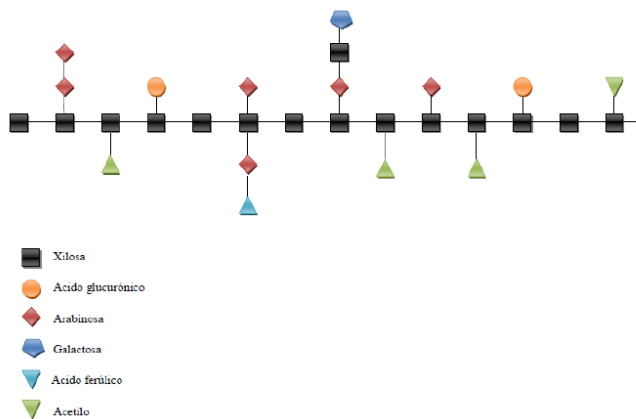 Xilosa
Acido glucurónico
Arabinosa
Galactosa
Acido ferúlico
Acetilo